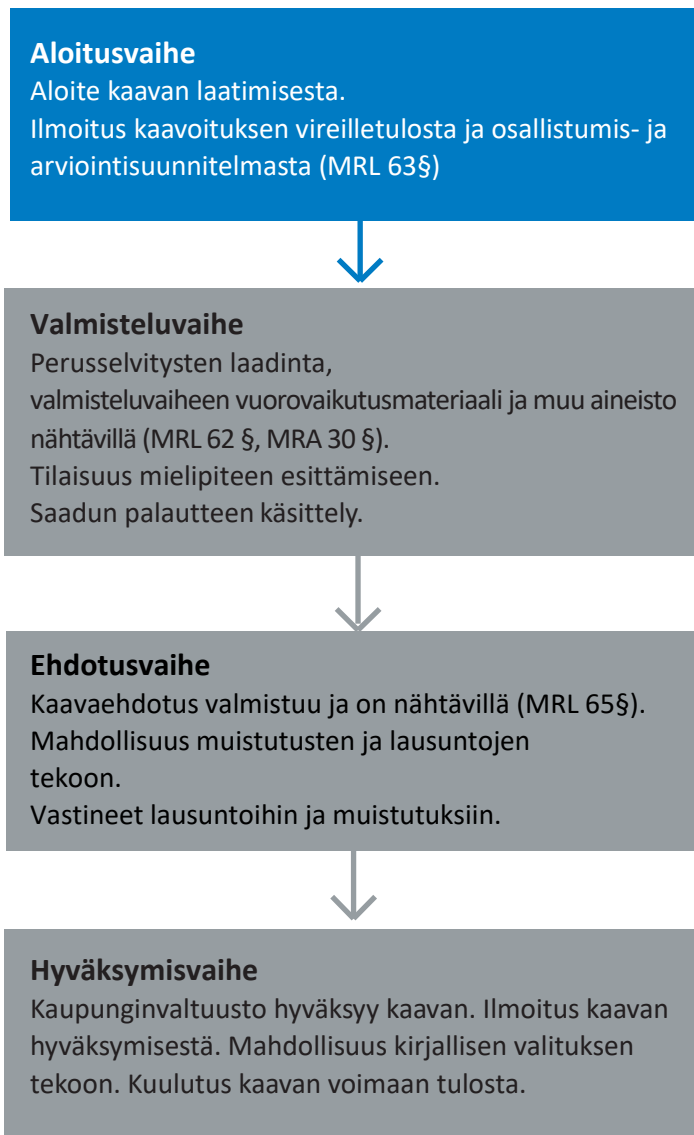 Aloitusvaihe
Aloite kaavan laatimisesta.
Ilmoitus kaavoituksen vireilletulosta ja osallistumis- ja
arviointisuunnitelmasta (MRL 63§)
Valmisteluvaihe
Perusselvitysten laadinta,
valmisteluvaiheen vuorovaikutusmateriaali ja muu aineisto
nähtävillä (MRL 62 §, MRA 30 §).
Tilaisuus mielipiteen esittämiseen.
Saadun palautteen käsittely.
Ehdotusvaihe
Kaavaehdotus valmistuu ja on nähtävillä (MRL 65§).
Mahdollisuus muistutusten ja lausuntojen
tekoon.
Vastineet lausuntoihin ja muistutuksiin.
Hyväksymisvaihe
Kaupunginvaltuusto hyväksyy kaavan. Ilmoitus kaavan
hyväksymisestä. Mahdollisuus kirjallisen valituksen
tekoon. Kuulutus kaavan voimaan tulosta.